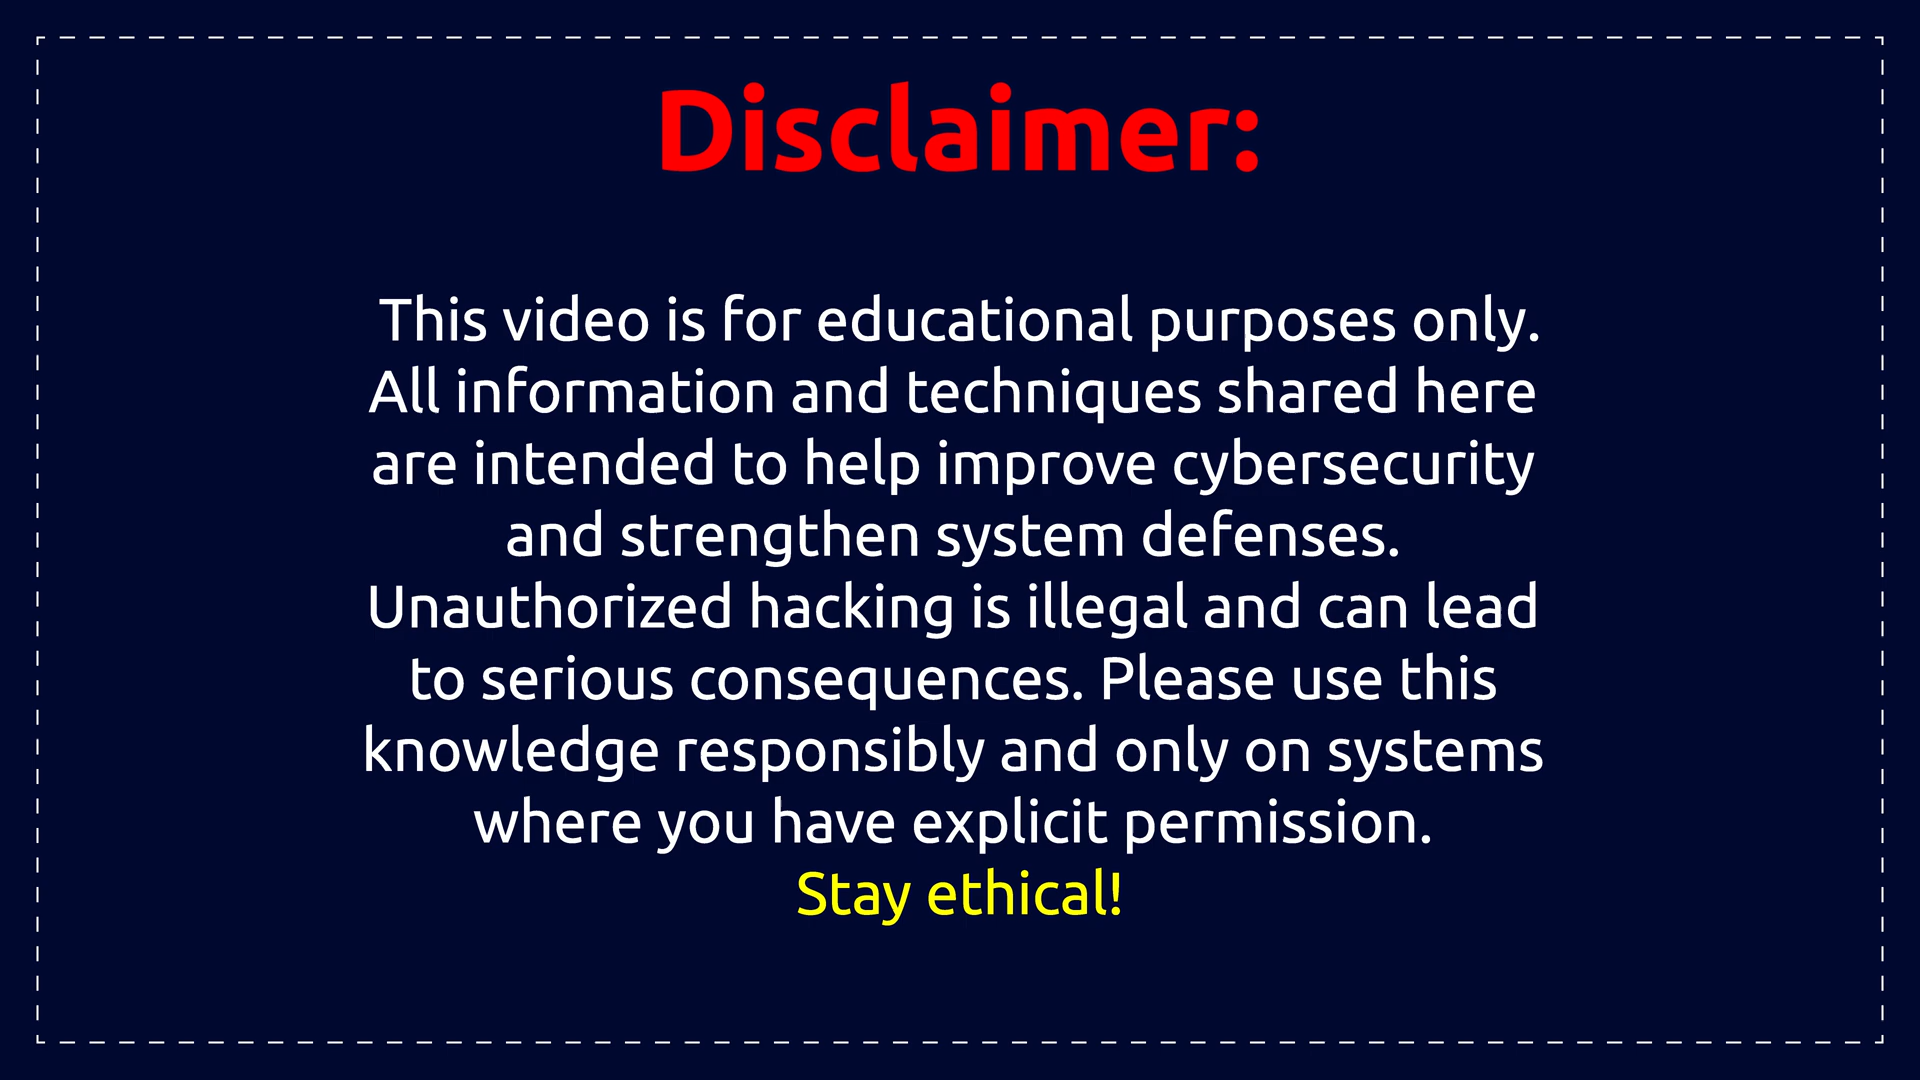 Disclaimer:
This video is for educational purposes only.
All information and techniques shared here
are intended to help improve cybersecurity
and strengthen system defenses.
Unauthorized hacking is illegal and can lead
to serious consequences. Please use this
knowledge responsibly and only on systems
where you have explicit permission.
Stay ethical!